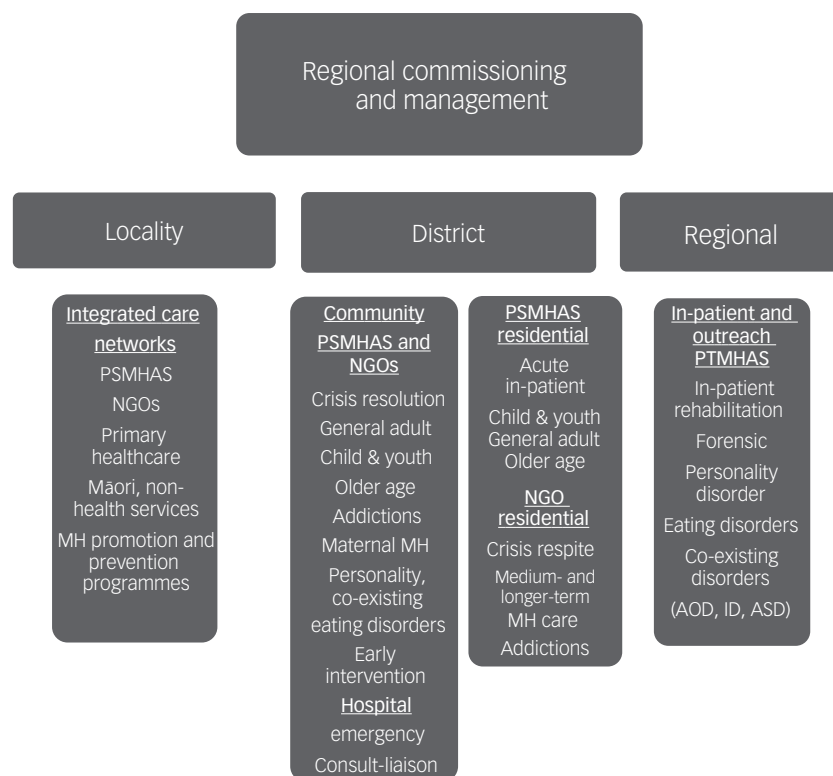 Regional commissioning
and management
Locality
District
Regional
Integrated care
networks
PSMHAS
NGOs
Primary
healthcare
Māori, non-
health services
MH promotion and
prevention
programmes
Community
PSMHAS and
NGOs
Crisis resolution
General adult
Child & youth
Older age
Addictions
Maternal MH
Personality,
co-existing
eating disorders
Early
intervention
Hospital
emergency
Consult-liaison
PSMHAS
residential
Acute
in-patient
Child & youth
General adult
Older age
NGO
residential
Crisis respite
Medium- and
longer-term
MH care
Addictions
In-patient and
outreach
PTMHAS
In-patient
rehabilitation
Forensic
Personality
disorder
Eating disorders
Co-existing
disorders
(AOD, ID, ASD)